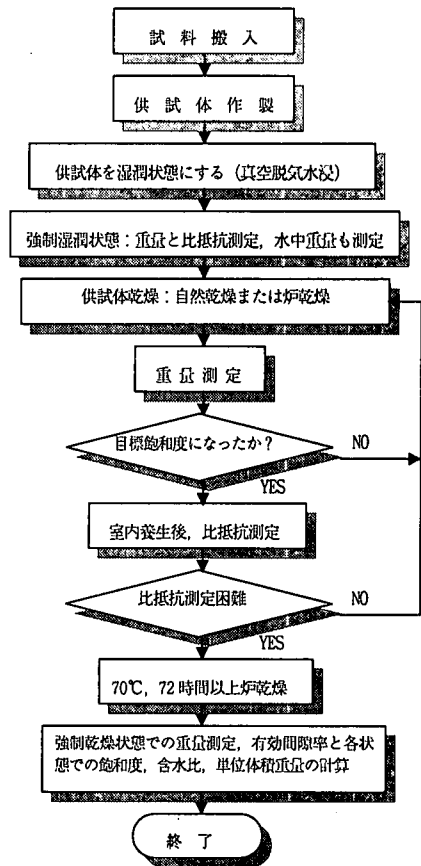 試料搬入
供試体作製
供試体を湿潤状態にする（真空脱気水浸）
強制湿潤状態：重量と比抵抗測定，水中重量も測定
供試体乾燥：自然乾燥または炉乾燥
重量測定
目標飽和度になったか？
NO
YES
室内養生後，比抵抗測定
比抵抗測定困難
NO
YES
70℃，72時間以上炉乾燥
強制乾燥状態での重量測定，有効間隙率と各状
態での飽和度，含水比，単位体積重量の計算
終了